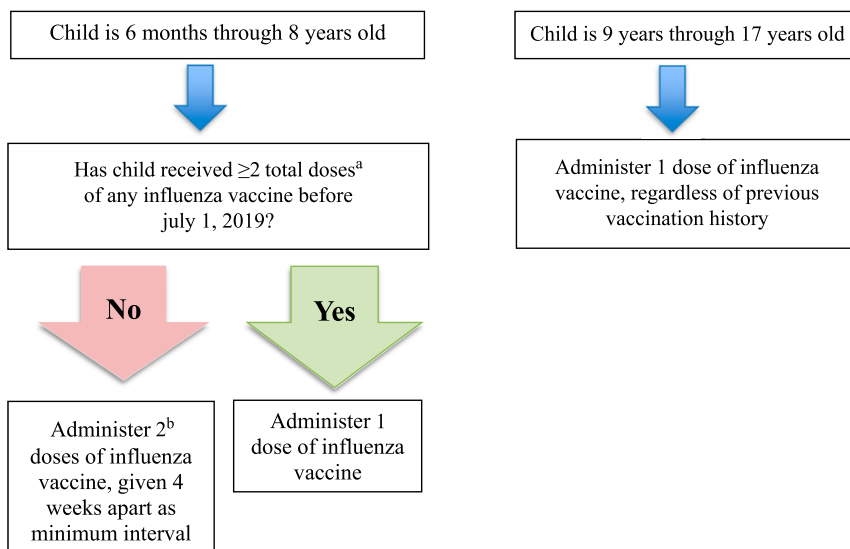 Child is 6 months through 8 years old
Has child received ≥2 total dosesᵃ
of any influenza vaccine before
july 1, 2019?
No
Yes
Administer 2ᵇ
doses of influenza
vaccine, given 4
weeks apart as
minimum interval
Administer 1
dose of influenza
vaccine
Child is 9 years through 17 years old
Administer 1 dose of influenza
vaccine, regardless of previous
vaccination history